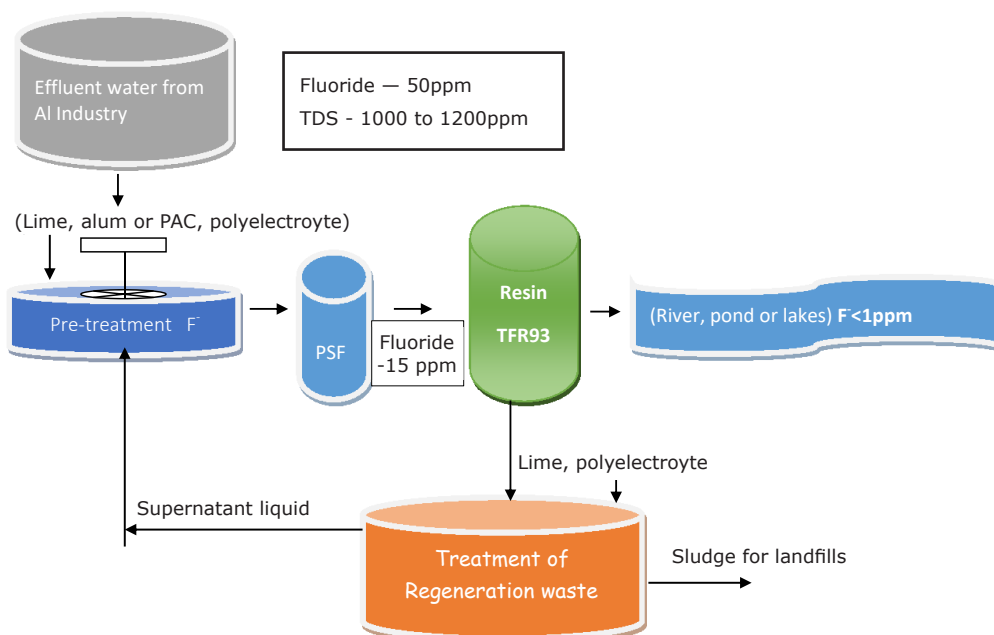 Effluent water from
Al Industry
Fluoride — 50ppm
TDS - 1000 to 1200ppm
(Lime, alum or PAC, polyelectroyte)
Pre-treatment F⁻
PSF
Fluoride
-15 ppm
Resin
TFR93
(River, pond or lakes) F⁻<1ppm
Lime, polyelectroyte
Supernatant liquid
Treatment of
Regeneration waste
Sludge for landfills